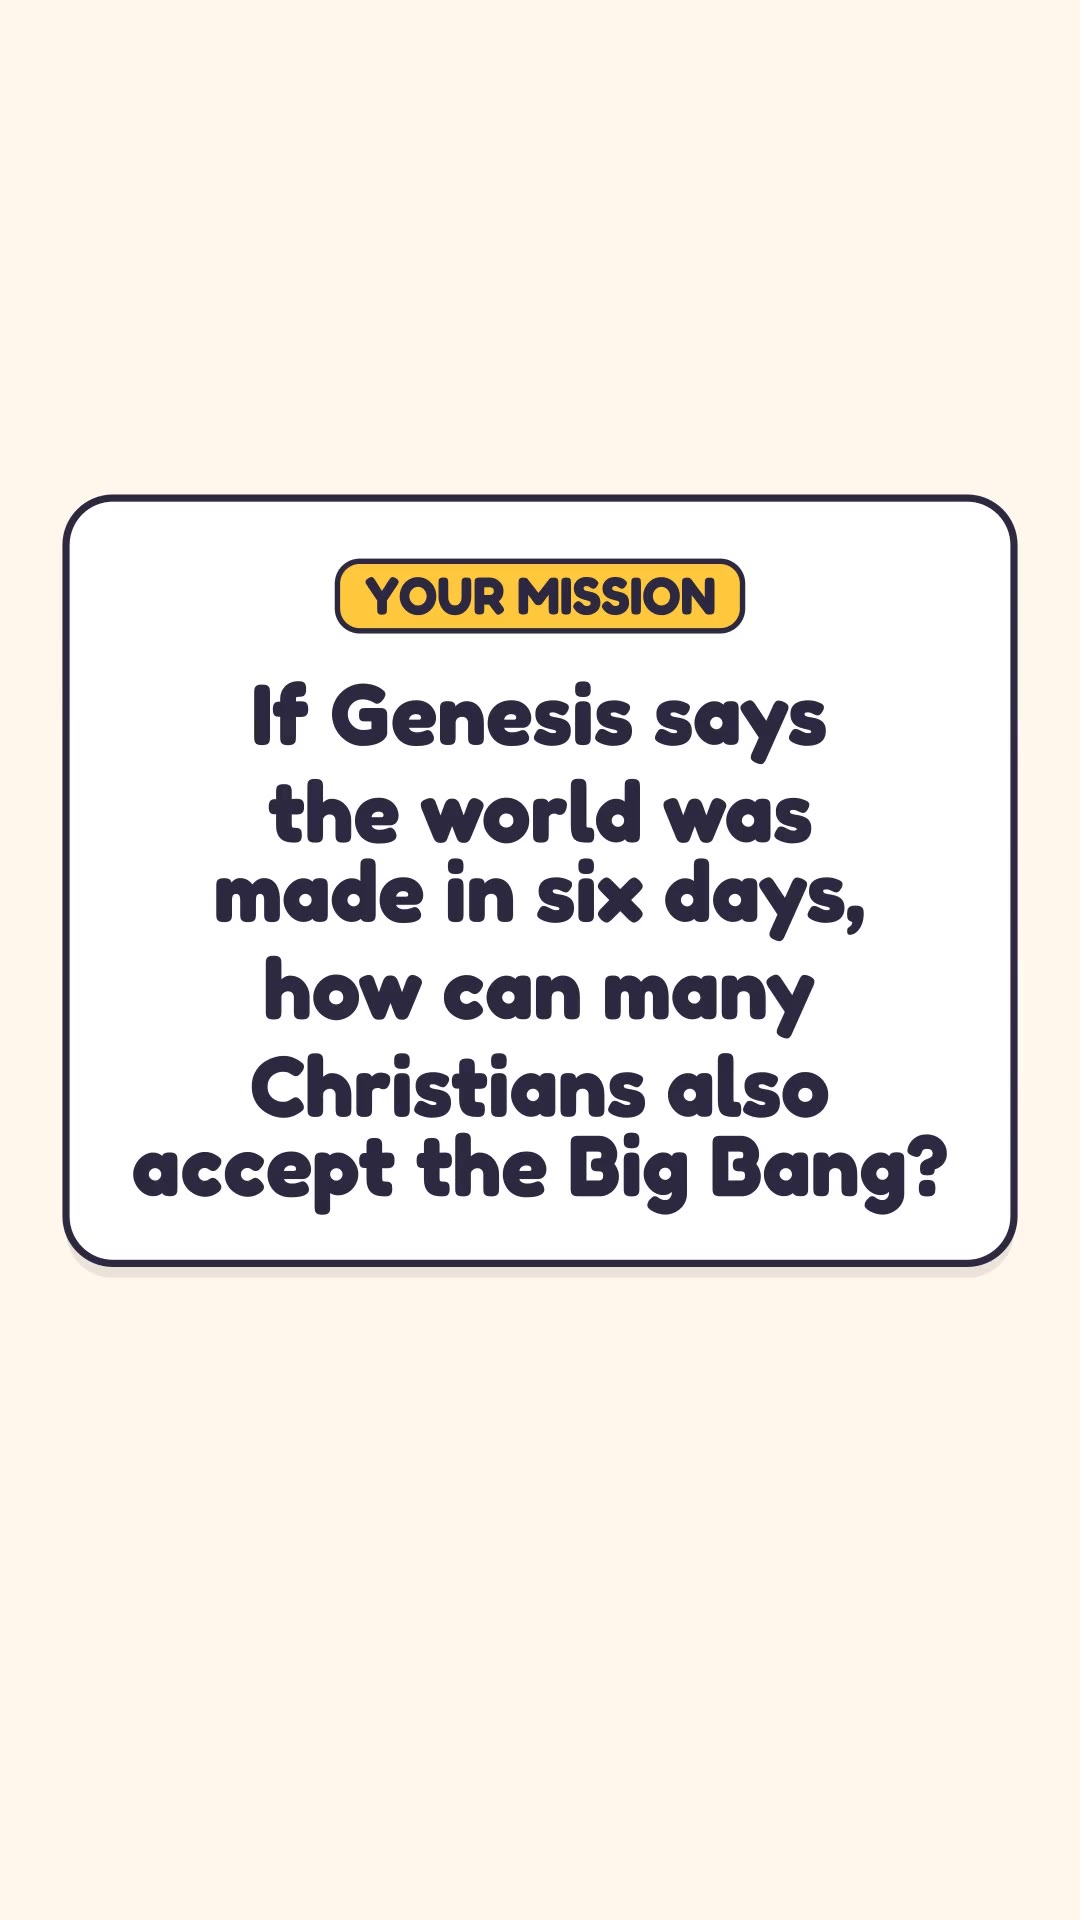 YOUR MISSION
If Genesis says
the world was
made in six days,
how can many
Christians also
accept the Big Bang?